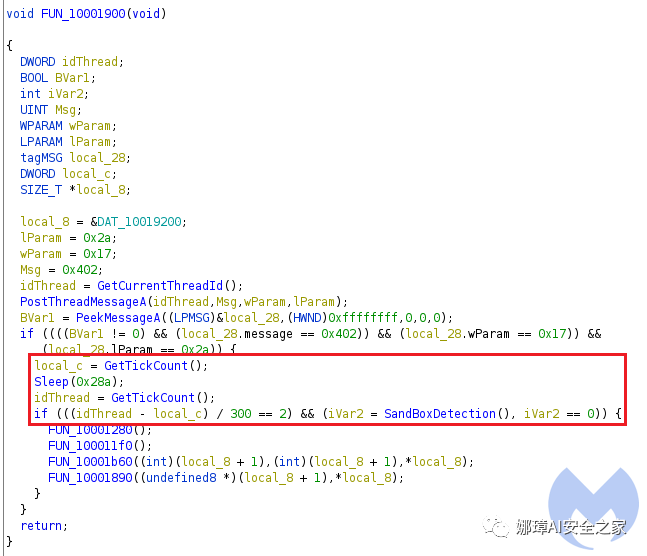 void FUN_10001900(void)
{
DWORD idThread;
BOOL BVar1;
int iVar2;
UINT Msg;
WPARAM wParam;
LPARAM lParam;
tagMSG local_28;
DWORD local_c;
SIZE_T *local_8;
local_8 = &DAT_10019200;
lParam = 0x2a;
wParam = 0x17;
Msg = 0x402;
idThread = GetCurrentThreadId();
PostThreadMessageA(idThread,Msg,wParam,lParam);
BVar1 = PeekMessageA((LPMSG)&local_28,(HWND)0xffffffff,0,0,0);
if ((((BVar1 != 0) && (local_28.message == 0x402)) && (local_28.wParam == 0x17)) &&
(local_28.lParam == 0x2a)) {
local_c = GetTickCount();
Sleep(0x28a);
idThread = GetTickCount();
if (((idThread - local_c) / 300 == 2) && (iVar2 = SandBoxDetection(), iVar2 == 0)) {
FUN_10001280();
FUN_100011f0();
FUN_10001b60((int)(local_8 + 1),(int)(local_8 + 1),*local_8);
FUN_10001890((undefined8 *)(local_8 + 1),*local_8);
}
}
return;
}
娜璋AI安全之家